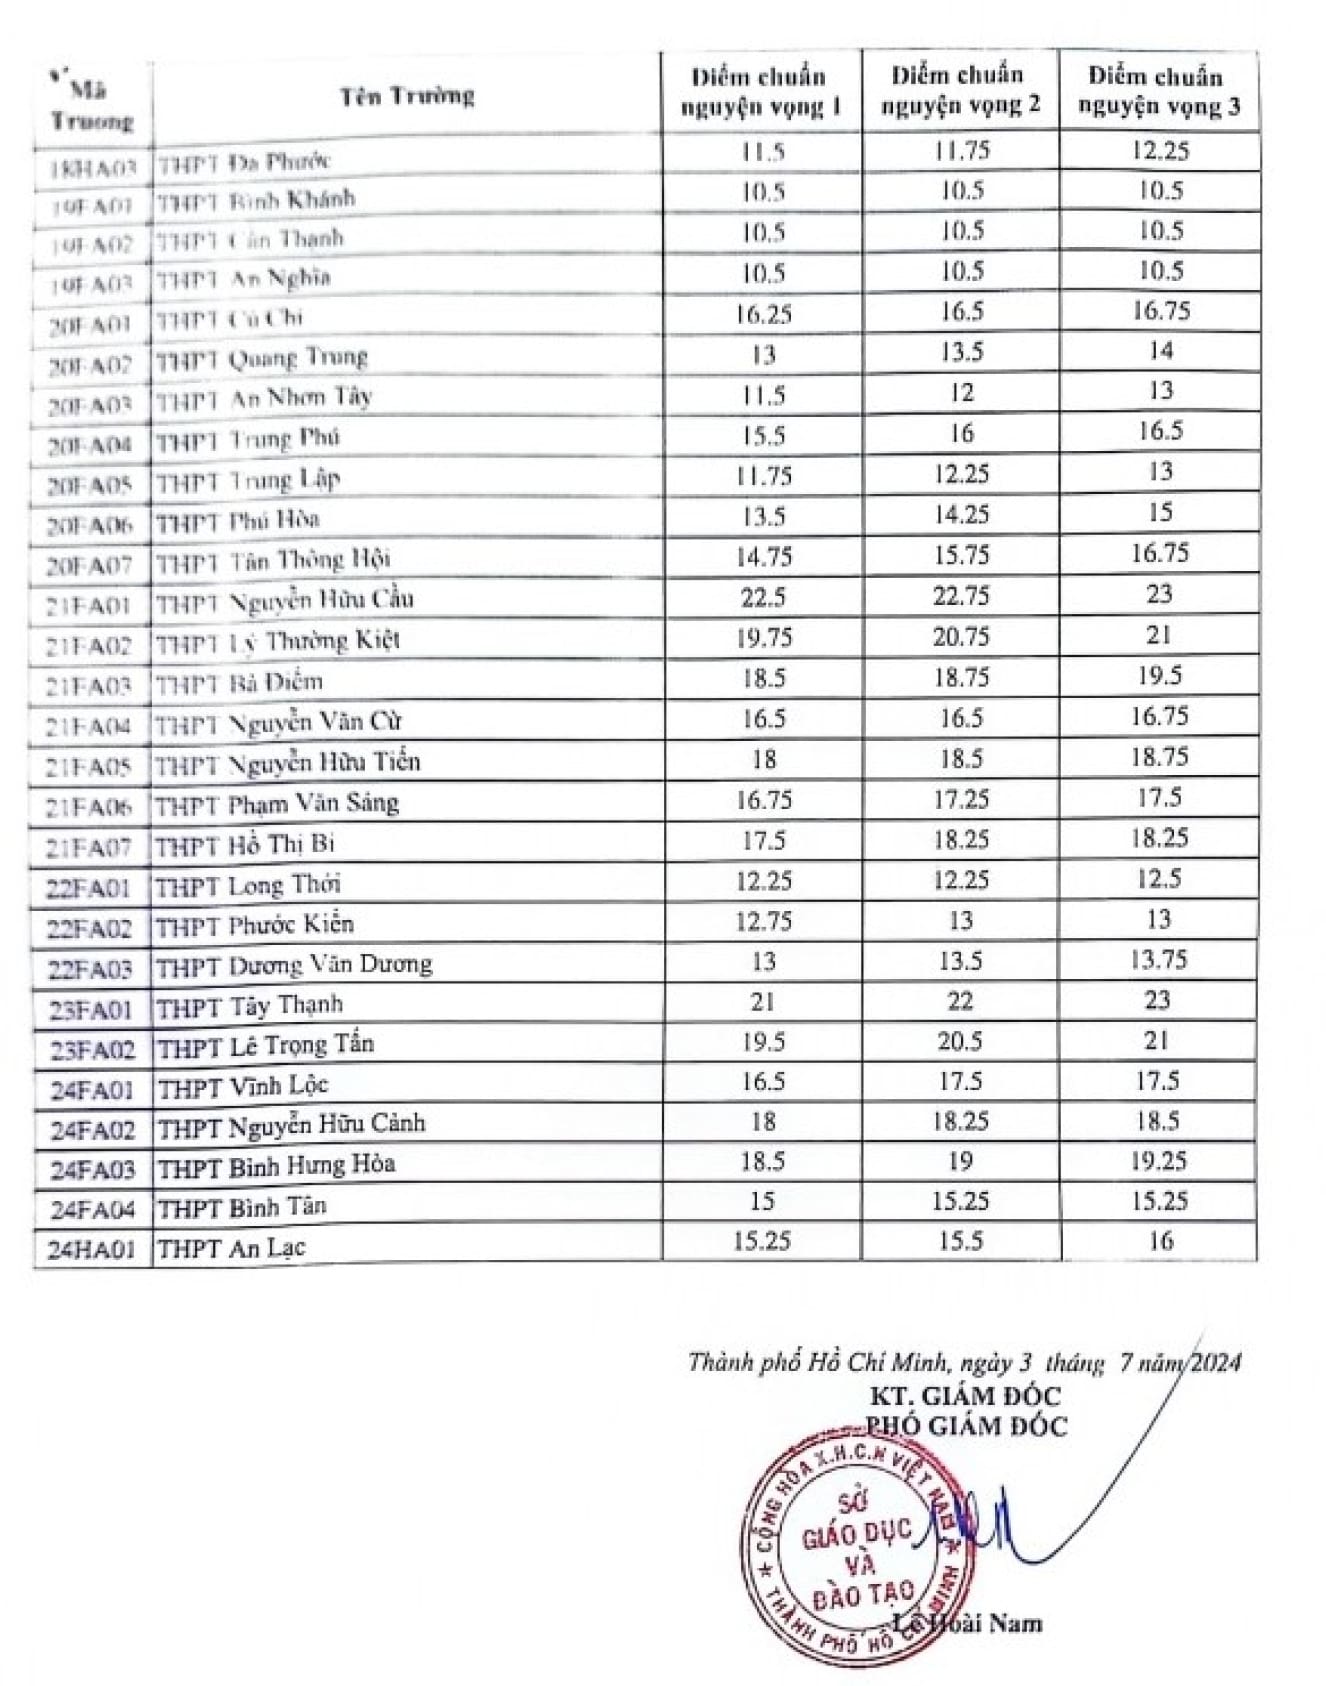 Mã Trường | Tên Trường | Điểm chuẩn nguyện vọng 1 | Điểm chuẩn nguyện vọng 2 | Điểm chuẩn nguyện vọng 3
18HA03 | THPT Đa Phước | 11.5 | 11.75 | 12.25
19FA01 | THPT Bình Khánh | 10.5 | 10.5 | 10.5
19FA02 | THPT Cần Thạnh | 10.5 | 10.5 | 10.5
19FA03 | THPT An Nghĩa | 10.5 | 10.5 | 10.5
20FA01 | THPT Củ Chi | 16.25 | 16.5 | 16.75
20FA02 | THPT Quang Trung | 13 | 13.5 | 14
20FA03 | THPT An Nhơn Tây | 11.5 | 12 | 13
20FA04 | THPT Trung Phú | 15.5 | 16 | 16.5
20FA05 | THPT Trung Lập | 11.75 | 12.25 | 13
20FA06 | THPT Phú Hòa | 13.5 | 14.25 | 15
20FA07 | THPT Tân Thông Hội | 14.75 | 15.75 | 16.75
21FA01 | THPT Nguyễn Hữu Cầu | 22.5 | 22.75 | 23
21FA02 | THPT Lý Thường Kiệt | 19.75 | 20.75 | 21
21FA03 | THPT Bà Điểm | 18.5 | 18.75 | 19.5
21FA04 | THPT Nguyễn Văn Cừ | 16.5 | 16.5 | 16.75
21FA05 | THPT Nguyễn Hữu Tiến | 18 | 18.5 | 18.75
21FA06 | THPT Phạm Văn Sáng | 16.75 | 17.25 | 17.5
21FA07 | THPT Hồ Thị Bi | 17.5 | 18.25 | 18.25
22FA01 | THPT Long Thới | 12.25 | 12.25 | 12.5
22FA02 | THPT Phước Kiển | 12.75 | 13 | 13
22FA03 | THPT Dương Văn Dương | 13 | 13.5 | 13.75
23FA01 | THPT Tây Thạnh | 21 | 22 | 23
23FA02 | THPT Lê Trọng Tấn | 19.5 | 20.5 | 21
24FA01 | THPT Vĩnh Lộc | 16.5 | 17.5 | 17.5
24FA02 | THPT Nguyễn Hữu Cảnh | 18 | 18.25 | 18.5
24FA03 | THPT Bình Hưng Hòa | 18.5 | 19 | 19.25
24FA04 | THPT Bình Tân | 15 | 15.25 | 15.25
24HA01 | THPT An Lạc | 15.25 | 15.5 | 16
Thành phố Hồ Chí Minh, ngày 3 tháng 7 năm 2024
KT. GIÁM ĐỐC
PHÓ GIÁM ĐỐC
CỘNG HÒA X.H.C.N VIỆT NAM
SỞ
GIÁO DỤC
VÀ
ĐÀO TẠO
THÀNH PHỐ HỒ CHÍ MINH
Lê Hoài Nam